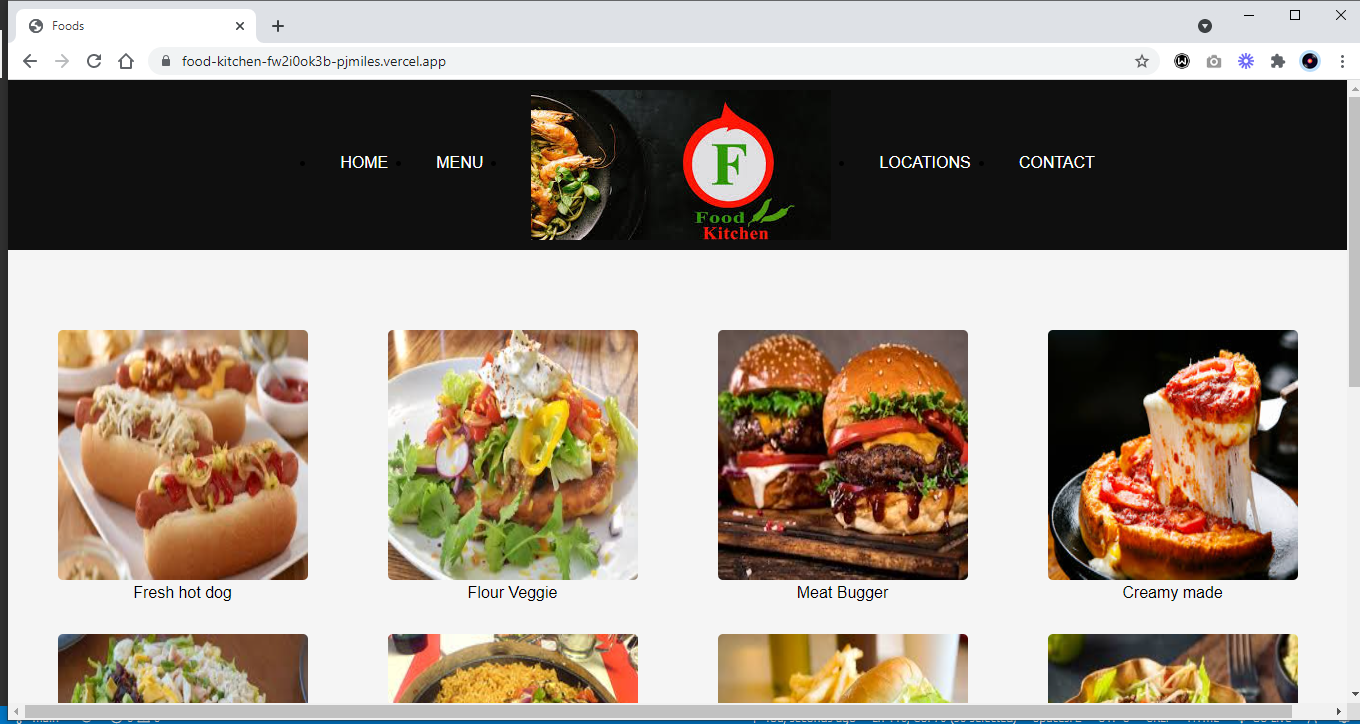 Foods
food-kitchen-fw2i0ok3b-pjmiles.vercel.app
HOME MENU LOCATIONS CONTACT
F
Food
Kitchen
Fresh hot dog Flour Veggie Meat Bugger Creamy made